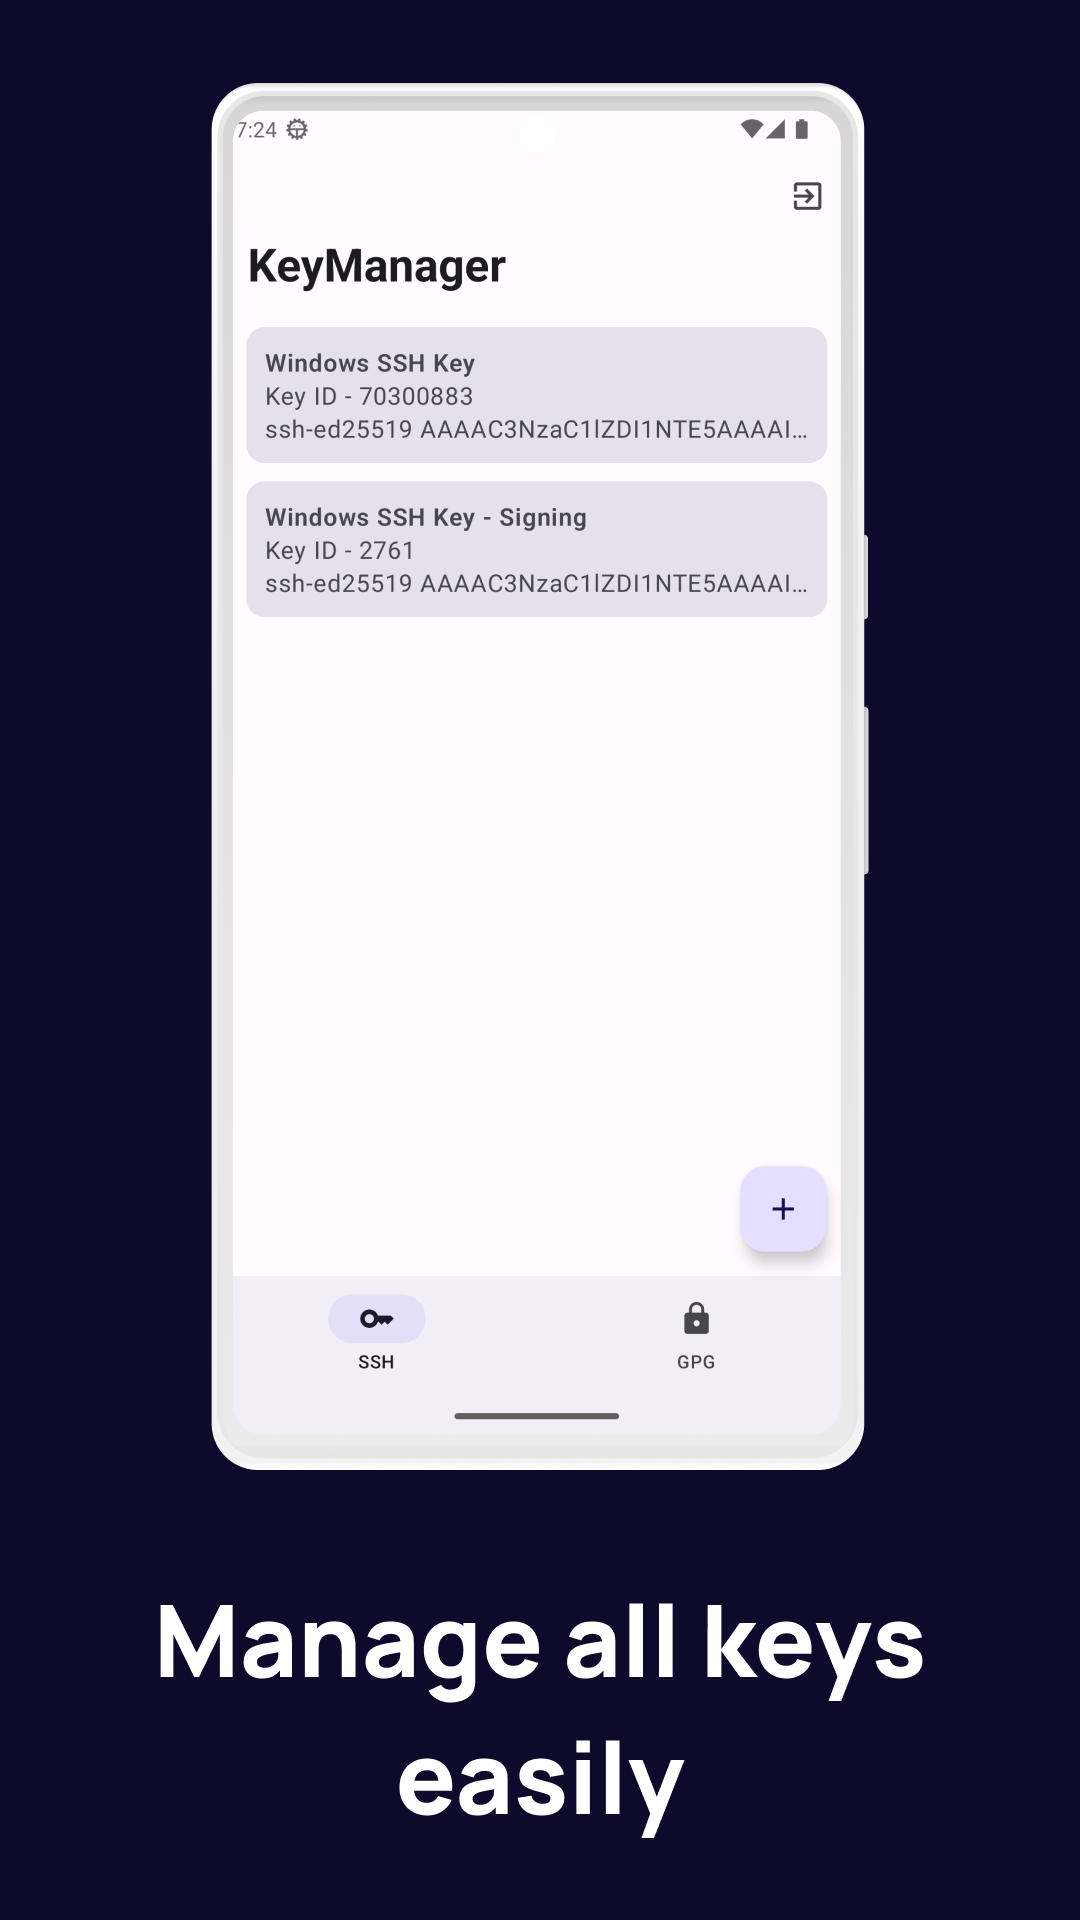 7:24
KeyManager
Windows SSH Key
Key ID - 70300883
ssh-ed25519 AAAAC3NzaC1lZDI1NTE5AAAAI...
Windows SSH Key - Signing
Key ID - 2761
ssh-ed25519 AAAAC3NzaC1lZDI1NTE5AAAAI...
SSH
GPG
Manage all keys
easily